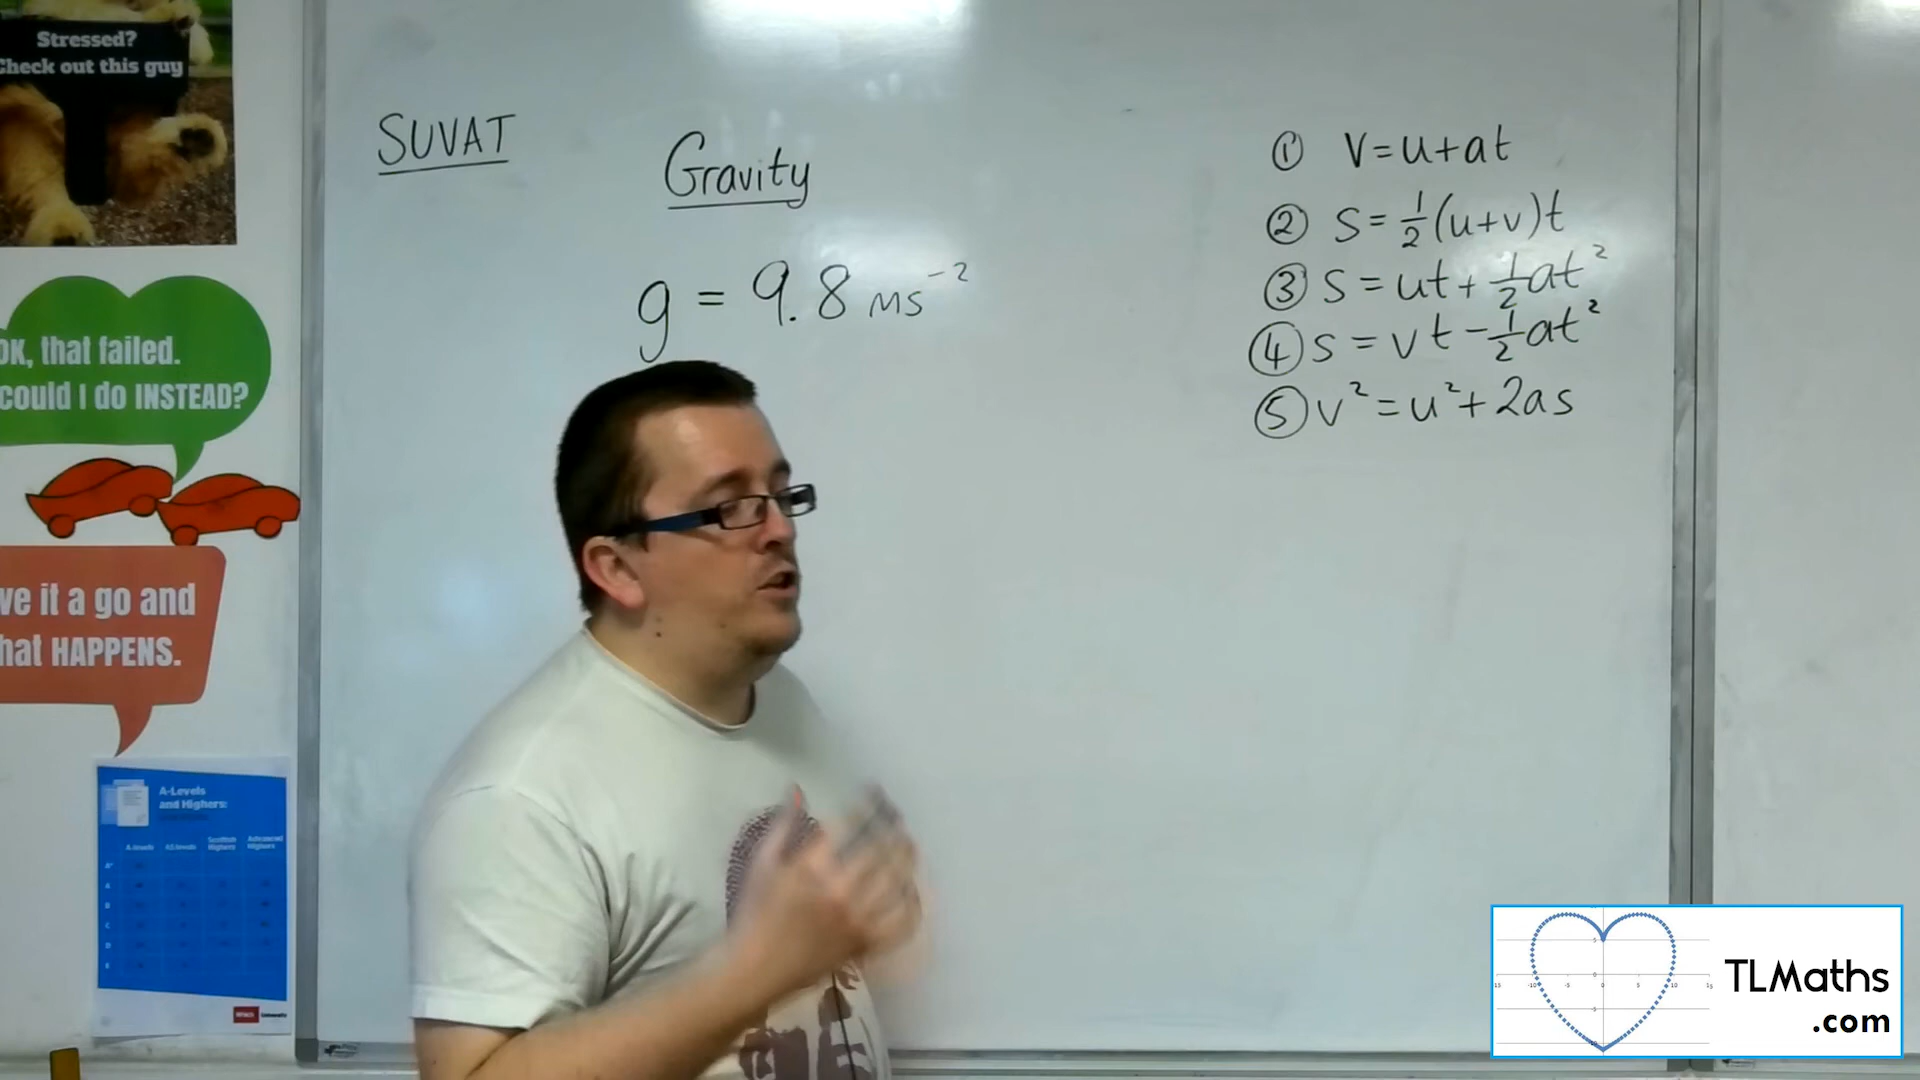 Stressed?
Check out this guy
SUVAT
Gravity
g = 9.8 ms⁻²
① v=u+at
② s=½(u+v)t
③ s=ut+½at²
④ s=vt-½at²
⑤ v²=u²+2as
OK, that failed.
could I do INSTEAD?
it a go and
HAPPENS.
A-Levels
and Highers:
TLMaths
.com